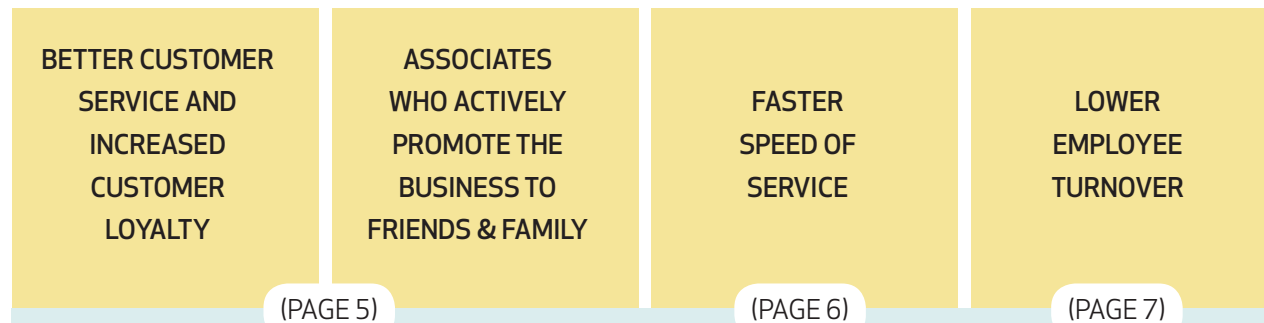 BETTER CUSTOMER
SERVICE AND
INCREASED
CUSTOMER
LOYALTY
ASSOCIATES
WHO ACTIVELY
PROMOTE THE
BUSINESS TO
FRIENDS & FAMILY
(PAGE 5)
FASTER
SPEED OF
SERVICE
(PAGE 6)
LOWER
EMPLOYEE
TURNOVER
(PAGE 7)